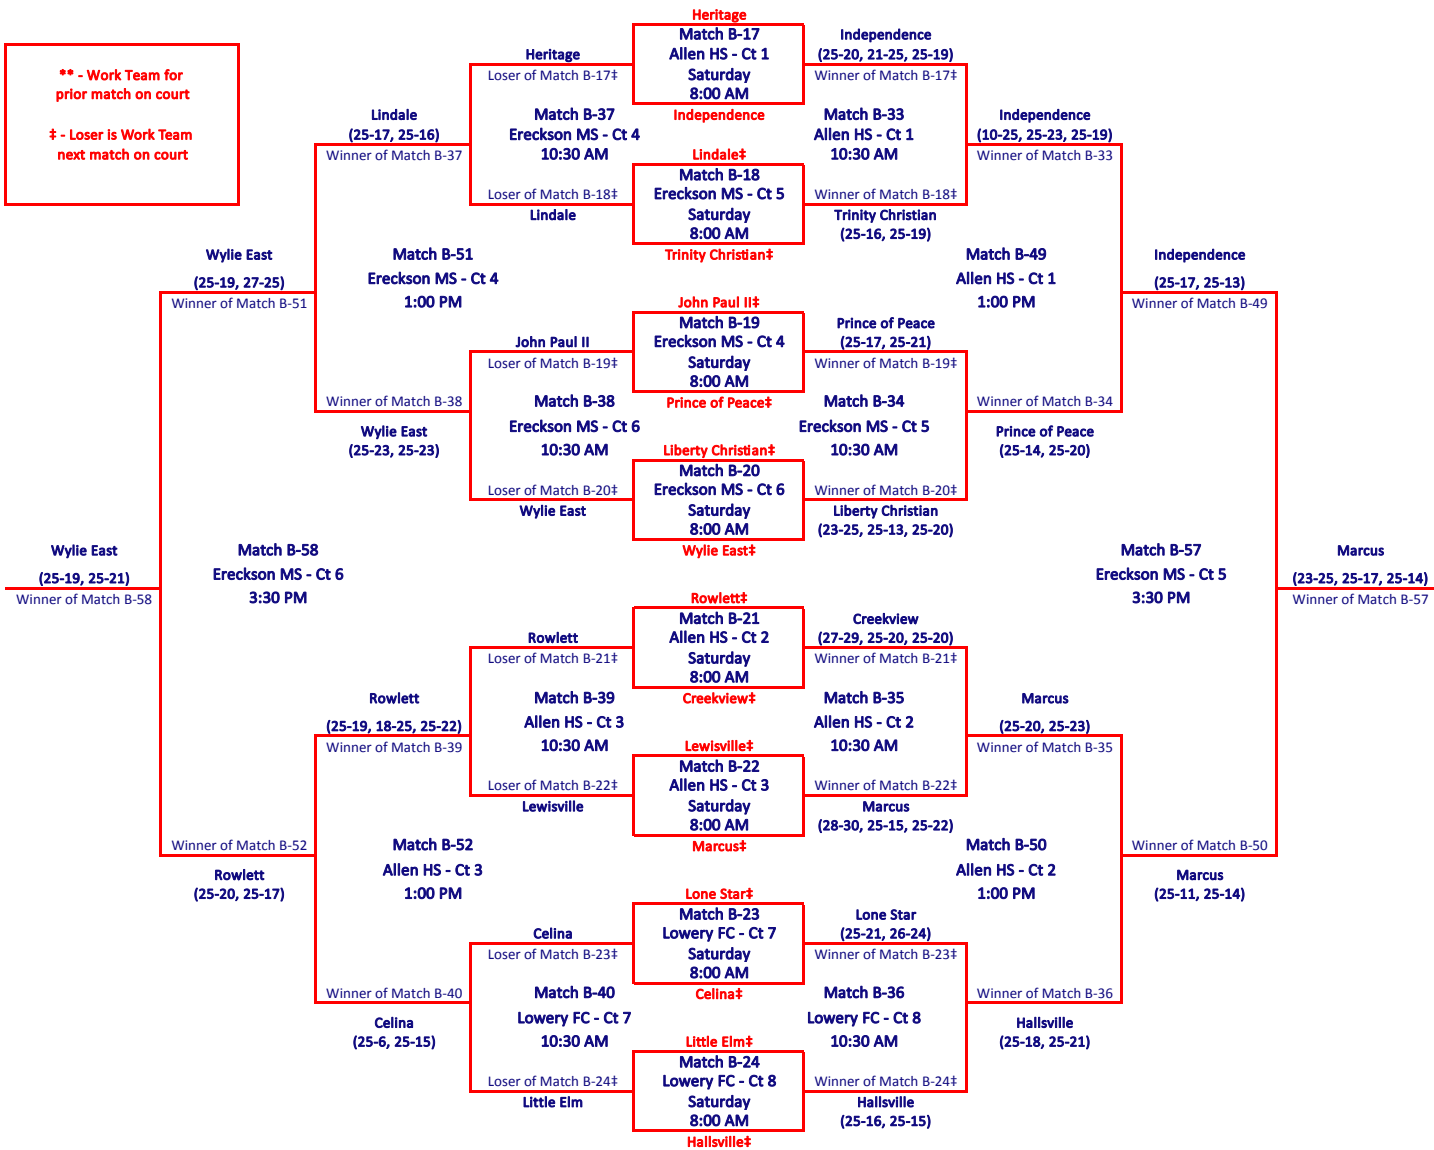 Heritage
Match B-17
Allen HS - Ct 1
Saturday
8:00 AM
Independence
** - Work Team for
prior match on court
‡ - Loser is Work Team
next match on court
Heritage
Loser of Match B-17‡
Independence
(25-20, 21-25, 25-19)
Winner of Match B-17‡
Lindale
(25-17, 25-16)
Winner of Match B-37
Match B-37
Ereckson MS - Ct 4
10:30 AM
Match B-33
Allen HS - Ct 1
10:30 AM
Independence
(10-25, 25-23, 25-19)
Winner of Match B-33
Lindale‡
Match B-18
Ereckson MS - Ct 5
Saturday
8:00 AM
Trinity Christian‡
Loser of Match B-18‡
Lindale
Winner of Match B-18‡
Trinity Christian
(25-16, 25-19)
Wylie East
(25-19, 27-25)
Winner of Match B-51
Match B-51
Ereckson MS - Ct 4
1:00 PM
Match B-49
Allen HS - Ct 1
1:00 PM
Independence
(25-17, 25-13)
Winner of Match B-49
John Paul II‡
Match B-19
Ereckson MS - Ct 4
Saturday
8:00 AM
Prince of Peace‡
John Paul II
Loser of Match B-19‡
Prince of Peace
(25-17, 25-21)
Winner of Match B-19‡
Winner of Match B-38
Wylie East
(25-23, 25-23)
Match B-38
Ereckson MS - Ct 6
10:30 AM
Match B-34
Ereckson MS - Ct 5
10:30 AM
Winner of Match B-34
Prince of Peace
(25-14, 25-20)
Liberty Christian‡
Match B-20
Ereckson MS - Ct 6
Saturday
8:00 AM
Wylie East‡
Loser of Match B-20‡
Wylie East
Winner of Match B-20‡
Liberty Christian
(23-25, 25-13, 25-20)
Wylie East
(25-19, 25-21)
Winner of Match B-58
Match B-58
Ereckson MS - Ct 6
3:30 PM
Match B-57
Ereckson MS - Ct 5
3:30 PM
Marcus
(23-25, 25-17, 25-14)
Winner of Match B-57
Rowlett‡
Match B-21
Allen HS - Ct 2
Saturday
8:00 AM
Creekview‡
Rowlett
Loser of Match B-21‡
Creekview
(27-29, 25-20, 25-20)
Winner of Match B-21‡
Rowlett
(25-19, 18-25, 25-22)
Winner of Match B-39
Match B-39
Allen HS - Ct 3
10:30 AM
Match B-35
Allen HS - Ct 2
10:30 AM
Marcus
(25-20, 25-23)
Winner of Match B-35
Lewisville‡
Match B-22
Allen HS - Ct 3
Saturday
8:00 AM
Marcus‡
Loser of Match B-22‡
Lewisville
Winner of Match B-22‡
Marcus
(28-30, 25-15, 25-22)
Winner of Match B-52
Rowlett
(25-20, 25-17)
Match B-52
Allen HS - Ct 3
1:00 PM
Match B-50
Allen HS - Ct 2
1:00 PM
Winner of Match B-50
Marcus
(25-11, 25-14)
Lone Star‡
Match B-23
Lowery FC - Ct 7
Saturday
8:00 AM
Celina‡
Celina
Loser of Match B-23‡
Lone Star
(25-21, 26-24)
Winner of Match B-23‡
Winner of Match B-40
Celina
(25-6, 25-15)
Match B-40
Lowery FC - Ct 7
10:30 AM
Match B-36
Lowery FC - Ct 8
10:30 AM
Winner of Match B-36
Hallsville
(25-18, 25-21)
Little Elm‡
Match B-24
Lowery FC - Ct 8
Saturday
8:00 AM
Hallsville‡
Loser of Match B-24‡
Little Elm
Winner of Match B-24‡
Hallsville
(25-16, 25-15)